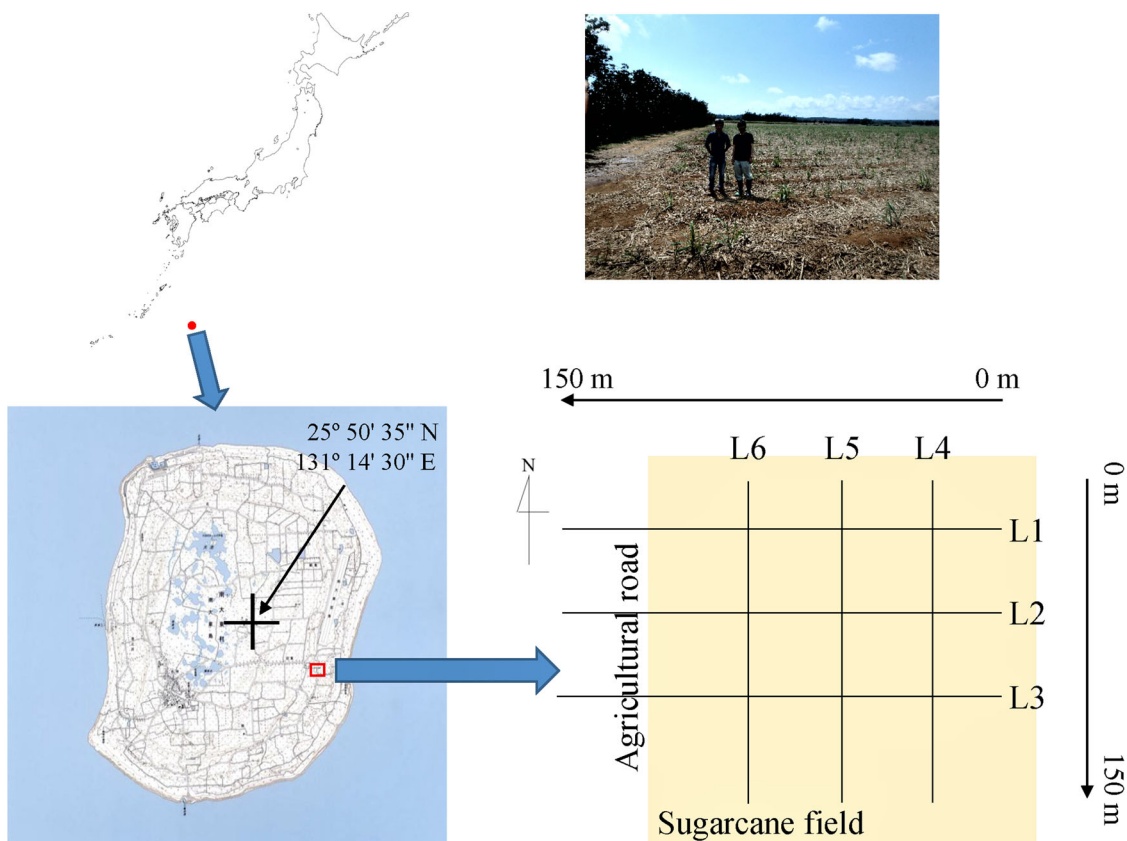 150 m
0 m
25° 50' 35" N
131° 14' 30" E
N
L6
L5
L4
0 m
L1
L2
L3
Agricultural road
150 m
Sugarcane field